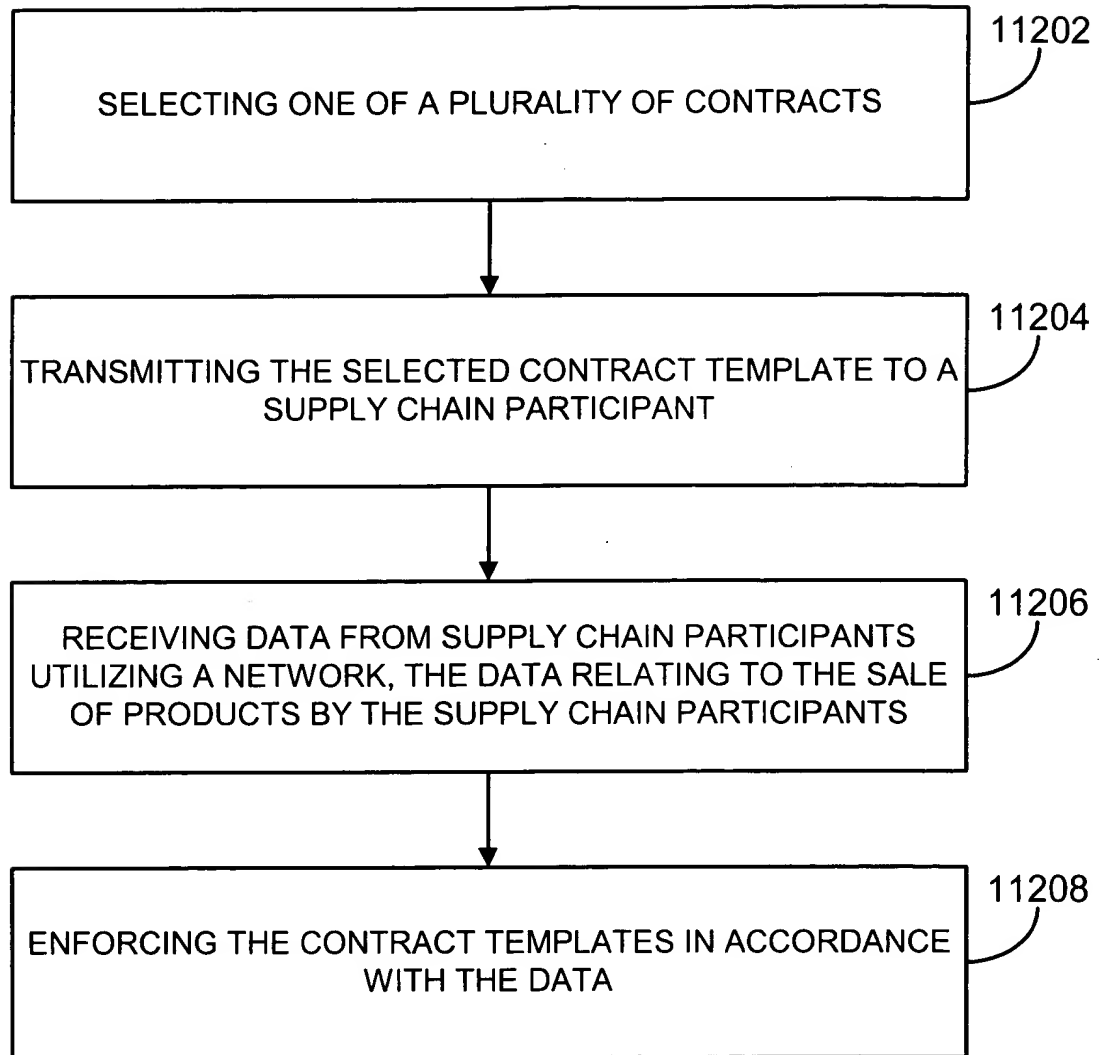 11202
SELECTING ONE OF A PLURALITY OF CONTRACTS
11204
TRANSMITTING THE SELECTED CONTRACT TEMPLATE TO A
SUPPLY CHAIN PARTICIPANT
11206
RECEIVING DATA FROM SUPPLY CHAIN PARTICIPANTS
UTILIZING A NETWORK, THE DATA RELATING TO THE SALE
OF PRODUCTS BY THE SUPPLY CHAIN PARTICIPANTS
11208
ENFORCING THE CONTRACT TEMPLATES IN ACCORDANCE
WITH THE DATA